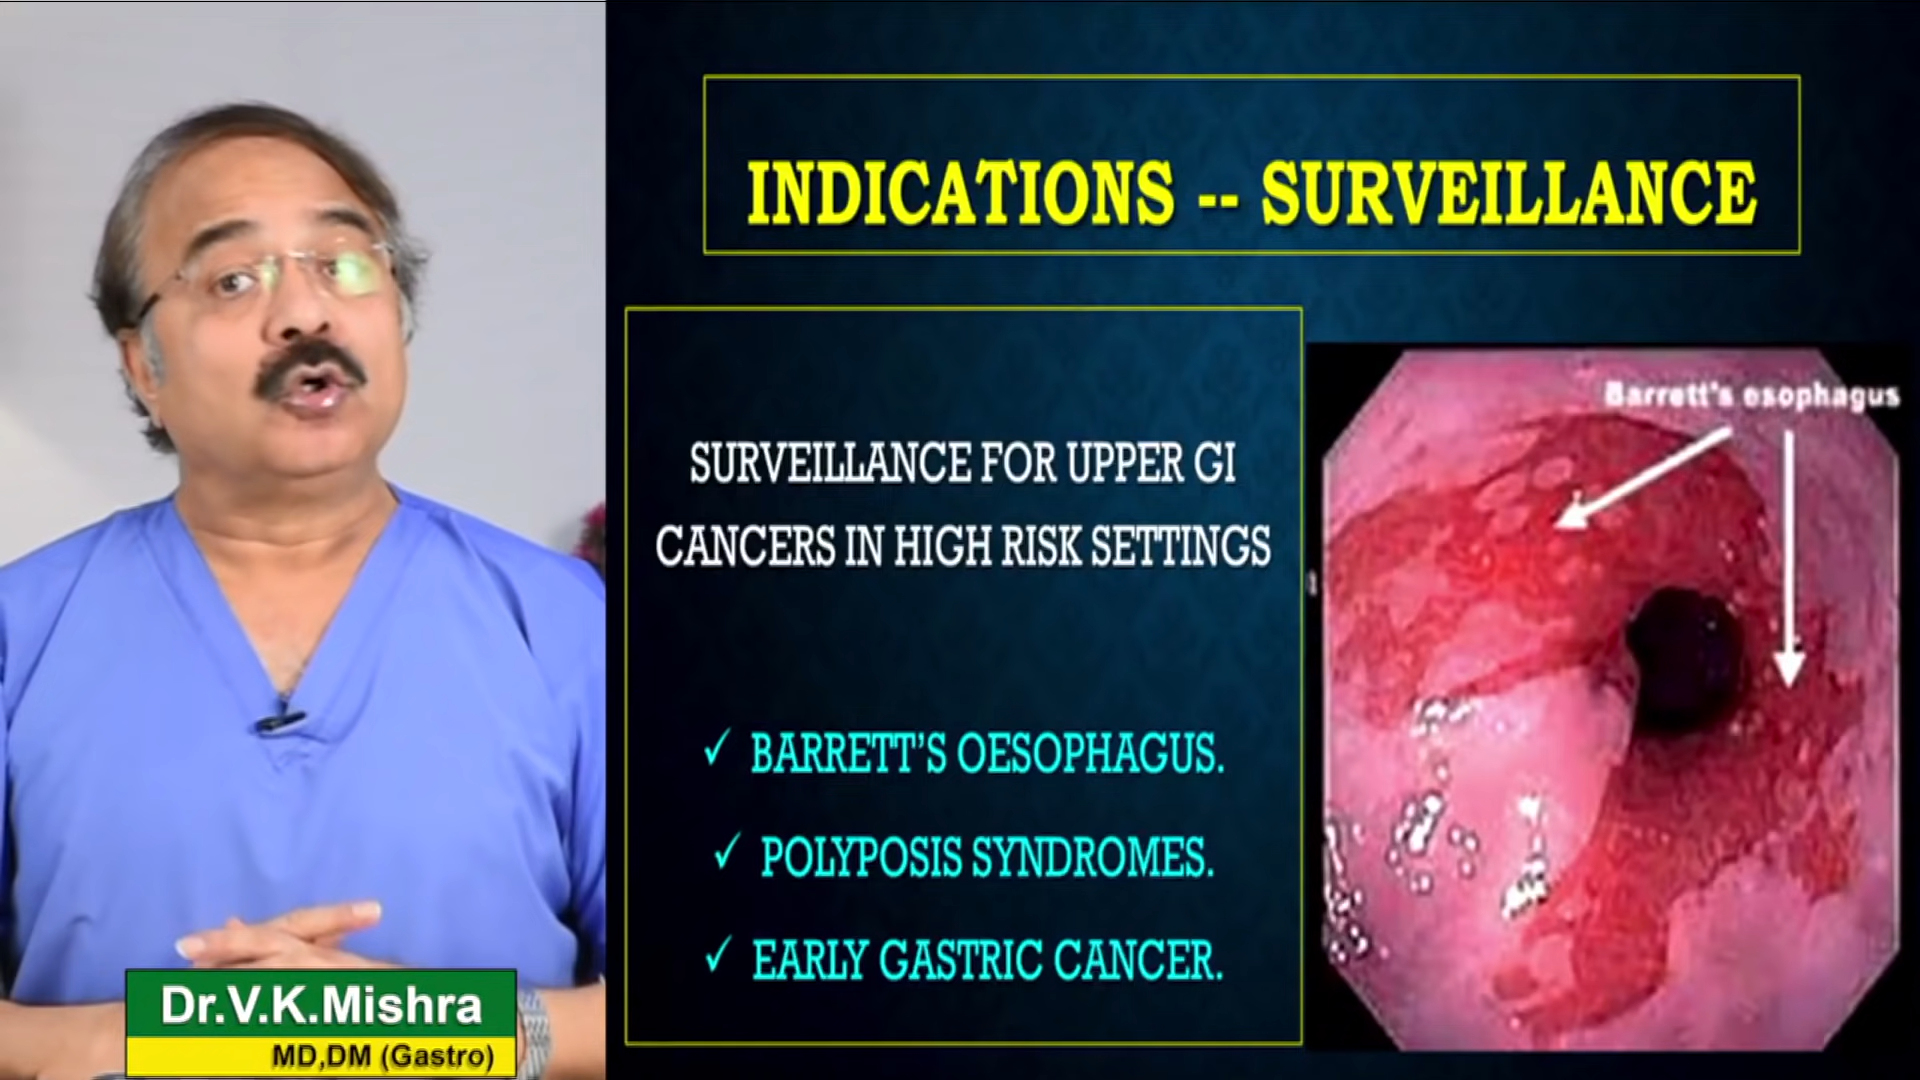 INDICATIONS -- SURVEILLANCE
SURVEILLANCE FOR UPPER GI
CANCERS IN HIGH RISK SETTINGS
✓ BARRETT'S OESOPHAGUS.
✓ POLYPOSIS SYNDROMES.
✓ EARLY GASTRIC CANCER.
Barrett's esophagus
Dr.V.K.Mishra
MD,DM (Gastro)